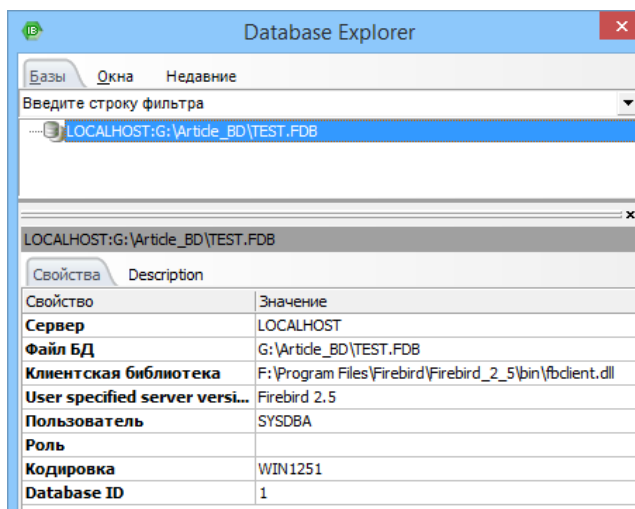 IB
Database Explorer
Базы Окна Недавние
Введите строку фильтра
LOCALHOST:G:\Article_BD\TEST.FDB
LOCALHOST:G:\Article_BD\TEST.FDB
Свойства Description
Свойство Значение
Сервер LOCALHOST
Файл БД G:\Article_BD\TEST.FDB
Клиентская библиотека F:\Program Files\Firebird\Firebird_2_5\bin\fbclient.dll
User specified server versi... Firebird 2.5
Пользователь SYSDBA
Роль
Кодировка WIN1251
Database ID 1